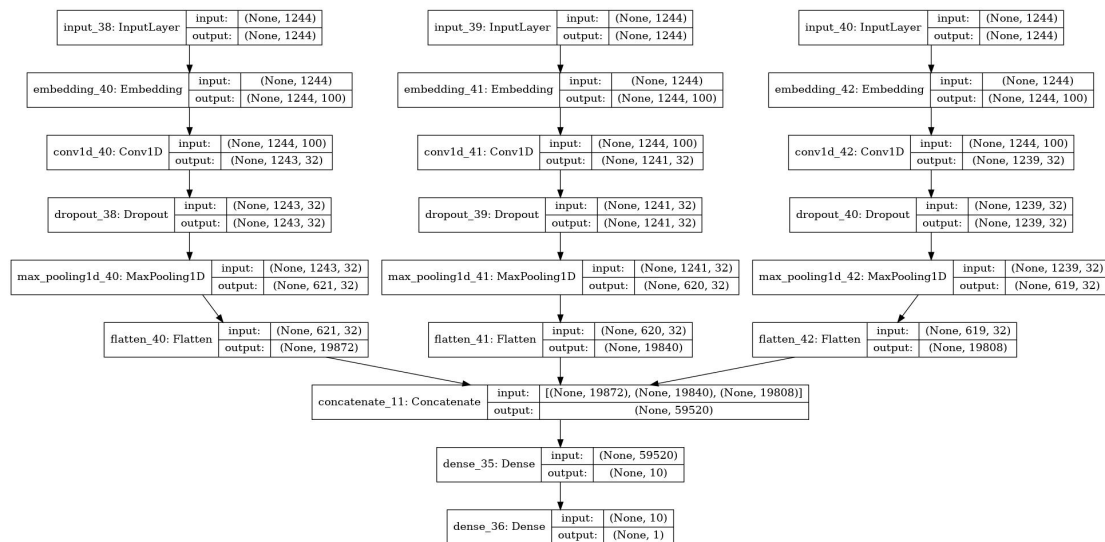 input_38: InputLayer input: (None, 1244) output: (None, 1244)
input_39: InputLayer input: (None, 1244) output: (None, 1244)
input_40: InputLayer input: (None, 1244) output: (None, 1244)
embedding_40: Embedding input: (None, 1244) output: (None, 1244, 100)
embedding_41: Embedding input: (None, 1244) output: (None, 1244, 100)
embedding_42: Embedding input: (None, 1244) output: (None, 1244, 100)
conv1d_40: Conv1D input: (None, 1244, 100) output: (None, 1243, 32)
conv1d_41: Conv1D input: (None, 1244, 100) output: (None, 1241, 32)
conv1d_42: Conv1D input: (None, 1244, 100) output: (None, 1239, 32)
dropout_38: Dropout input: (None, 1243, 32) output: (None, 1243, 32)
dropout_39: Dropout input: (None, 1241, 32) output: (None, 1241, 32)
dropout_40: Dropout input: (None, 1239, 32) output: (None, 1239, 32)
max_pooling1d_40: MaxPooling1D input: (None, 1243, 32) output: (None, 621, 32)
max_pooling1d_41: MaxPooling1D input: (None, 1241, 32) output: (None, 620, 32)
max_pooling1d_42: MaxPooling1D input: (None, 1239, 32) output: (None, 619, 32)
flatten_40: Flatten input: (None, 621, 32) output: (None, 19872)
flatten_41: Flatten input: (None, 620, 32) output: (None, 19840)
flatten_42: Flatten input: (None, 619, 32) output: (None, 19808)
concatenate_11: Concatenate input: [(None, 19872), (None, 19840), (None, 19808)] output: (None, 59520)
dense_35: Dense input: (None, 59520) output: (None, 10)
dense_36: Dense input: (None, 10) output: (None, 1)